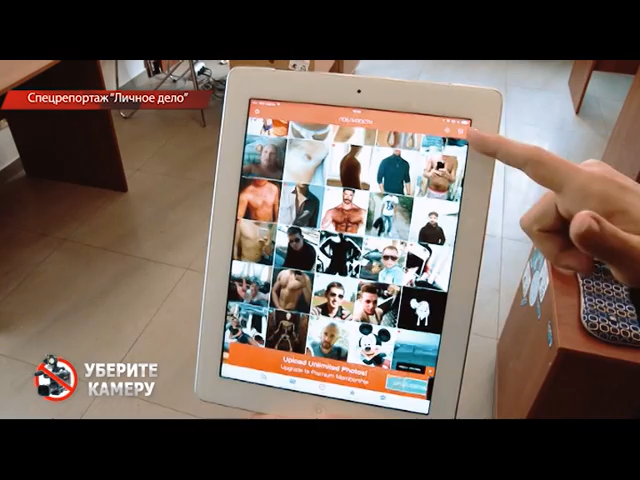 Спецрепортаж "Личное дело"
Upload Unlimited Photos!
Upgrade to Premium Membership
УБЕРИТЕ
КАМЕРУ